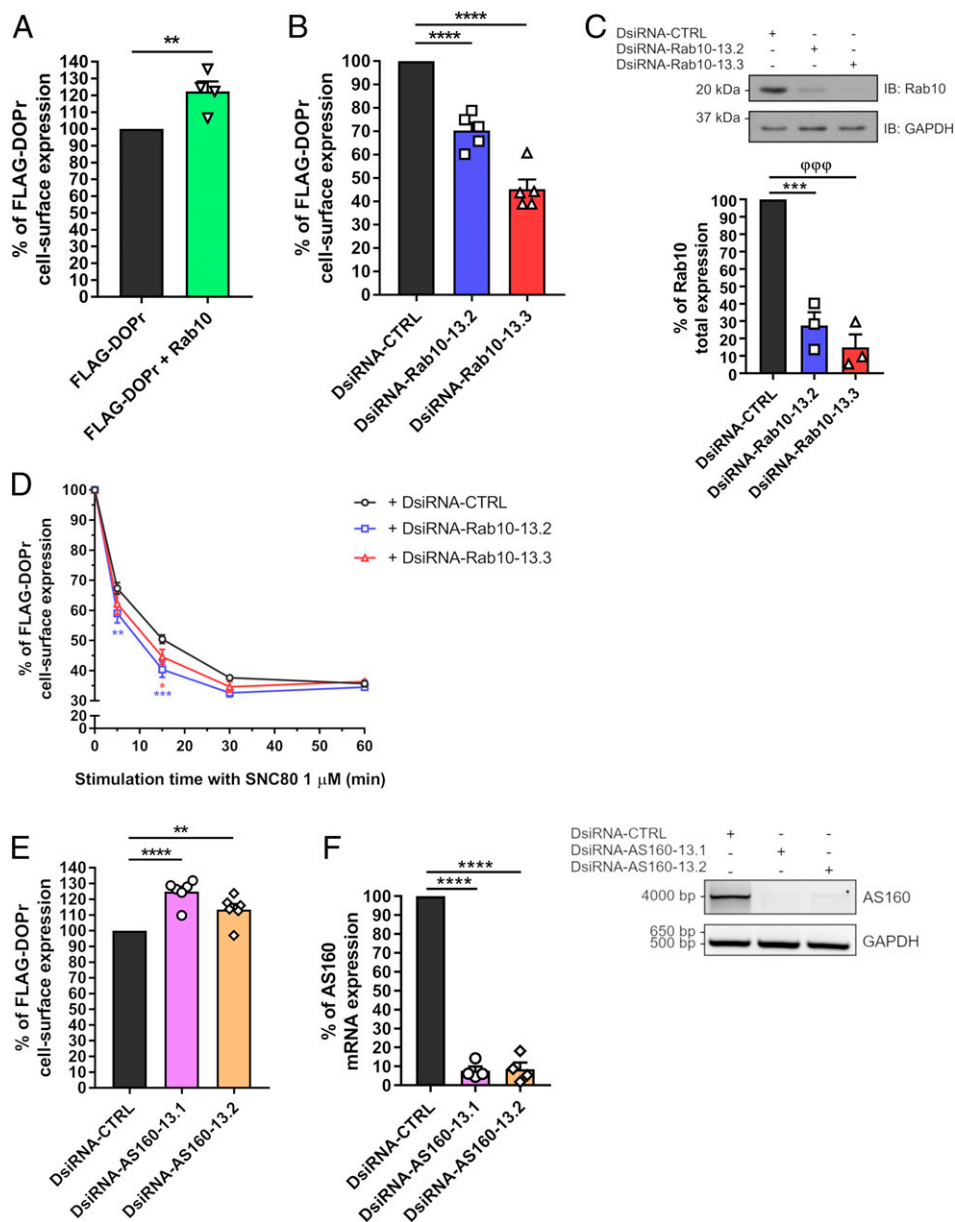 A
**
% of FLAG-DOPr
cell-surface expression
140
130
120
110
100
90
80
70
60
50
40
30
20
10
0
FLAG-DOPr
FLAG-DOPr + Rab10
B
****
****
% of FLAG-DOPr
cell-surface expression
100
90
80
70
60
50
40
30
20
10
0
DsiRNA-CTRL
DsiRNA-Rab10-13.2
DsiRNA-Rab10-13.3
C
DsiRNA-CTRL + - -
DsiRNA-Rab10-13.2 - + -
DsiRNA-Rab10-13.3 - - +
20 kDa IB: Rab10
37 kDa IB: GAPDH
φφφ
***
% of Rab10
total expression
100
90
80
70
60
50
40
30
20
10
0
DsiRNA-CTRL
DsiRNA-Rab10-13.2
DsiRNA-Rab10-13.3
D
% of FLAG-DOPr
cell-surface expression
100
90
80
70
60
50
40
30
20
0
**
*
***
+ DsiRNA-CTRL
+ DsiRNA-Rab10-13.2
+ DsiRNA-Rab10-13.3
0 10 20 30 40 50 60
Stimulation time with SNC80 1 μM (min)
E
**
****
% of FLAG-DOPr
cell-surface expression
140
130
120
110
100
90
80
70
60
50
40
30
20
10
0
DsiRNA-CTRL
DsiRNA-AS160-13.1
DsiRNA-AS160-13.2
F
****
****
% of AS160
mRNA expression
100
90
80
70
60
50
40
30
20
10
0
DsiRNA-CTRL
DsiRNA-AS160-13.1
DsiRNA-AS160-13.2
DsiRNA-CTRL + - -
DsiRNA-AS160-13.1 - + -
DsiRNA-AS160-13.2 - - +
4000 bp AS160
650 bp
500 bp GAPDH